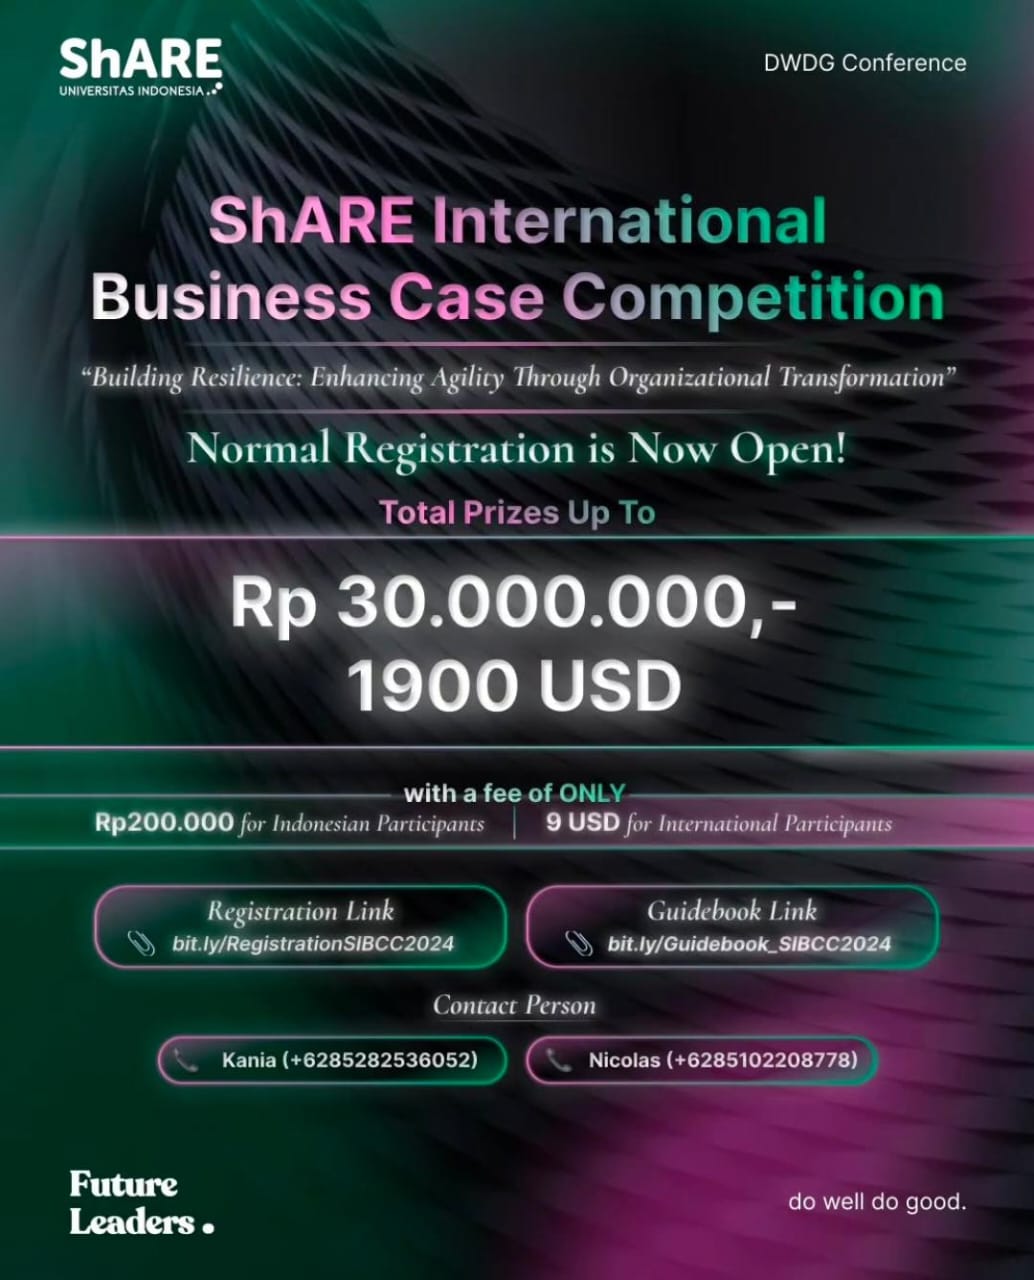 ShARE
UNIVERSITAS INDONESIA
DWDG Conference
ShARE International
Business Case Competition
“Building Resilience: Enhancing Agility Through Organizational Transformation”
Normal Registration is Now Open!
Total Prizes Up To
Rp 30.000.000,-
1900 USD
with a fee of ONLY
Rp200.000 for Indonesian Participants
9 USD for International Participants
Registration Link
bit.ly/RegistrationSIBCC2024
Guidebook Link
bit.ly/Guidebook_SIBCC2024
Contact Person
Kania (+6285282536052)
Nicolas (+6285102208778)
Future
Leaders.
do well do good.